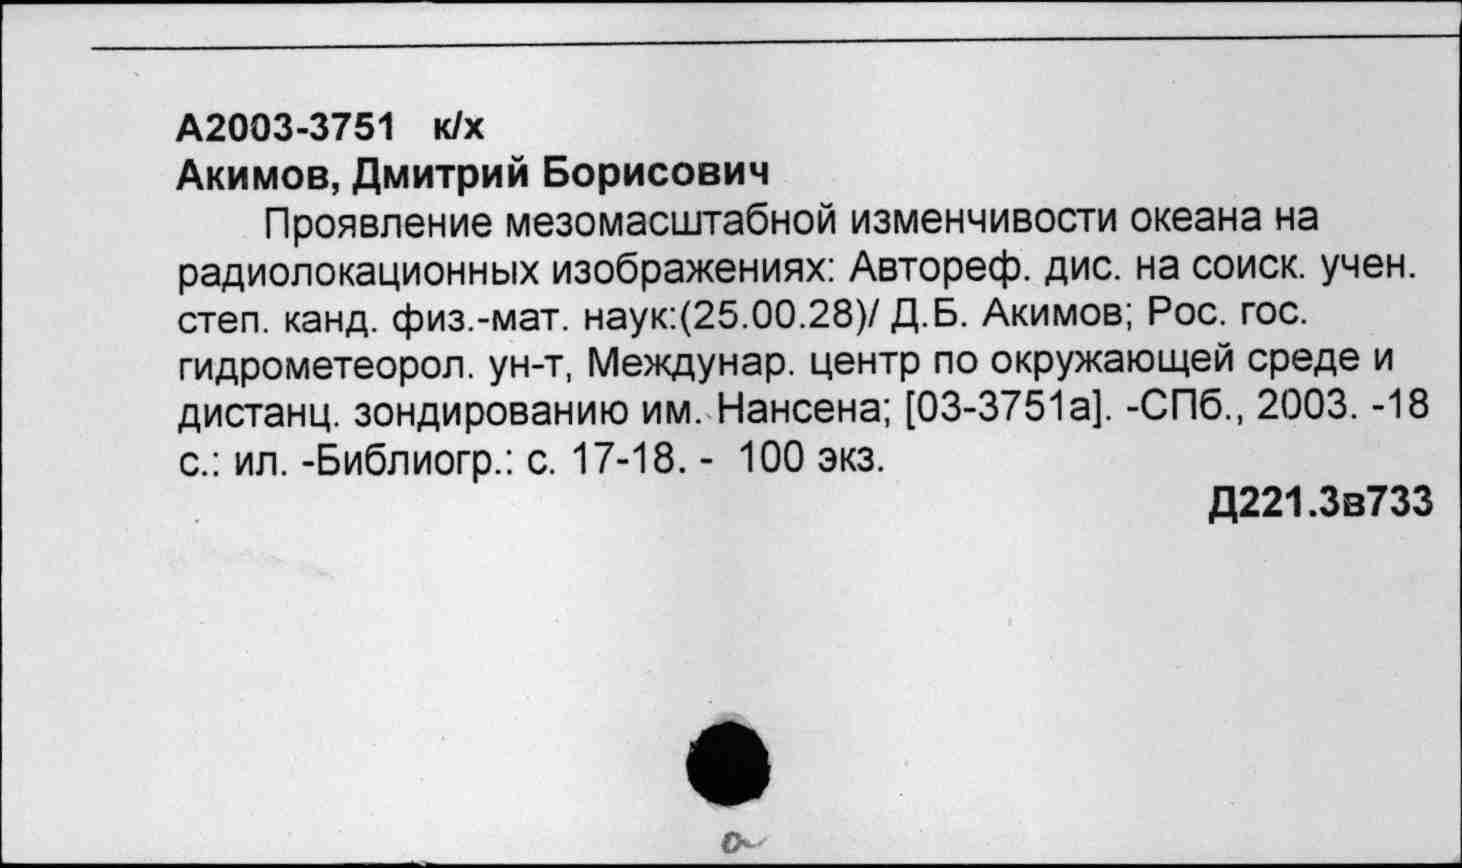 А2003-3751 к/х
Акимов, Дмитрий Борисович
Проявление мезомасштабной изменчивости океана на
радиолокационных изображениях: Автореф. дис. на соиск. учен.
степ. канд. физ.-мат. наук:(25.00.28)/ Д.Б. Акимов; Рос. гос.
гидрометеорол. ун-т, Междунар. центр по окружающей среде и
дистанц. зондированию им. Нансена; [03-3751а]. -СПб., 2003. -18
с.: ил. -Библиогр.: с. 17-18. - 100 экз.
Д221.3в733